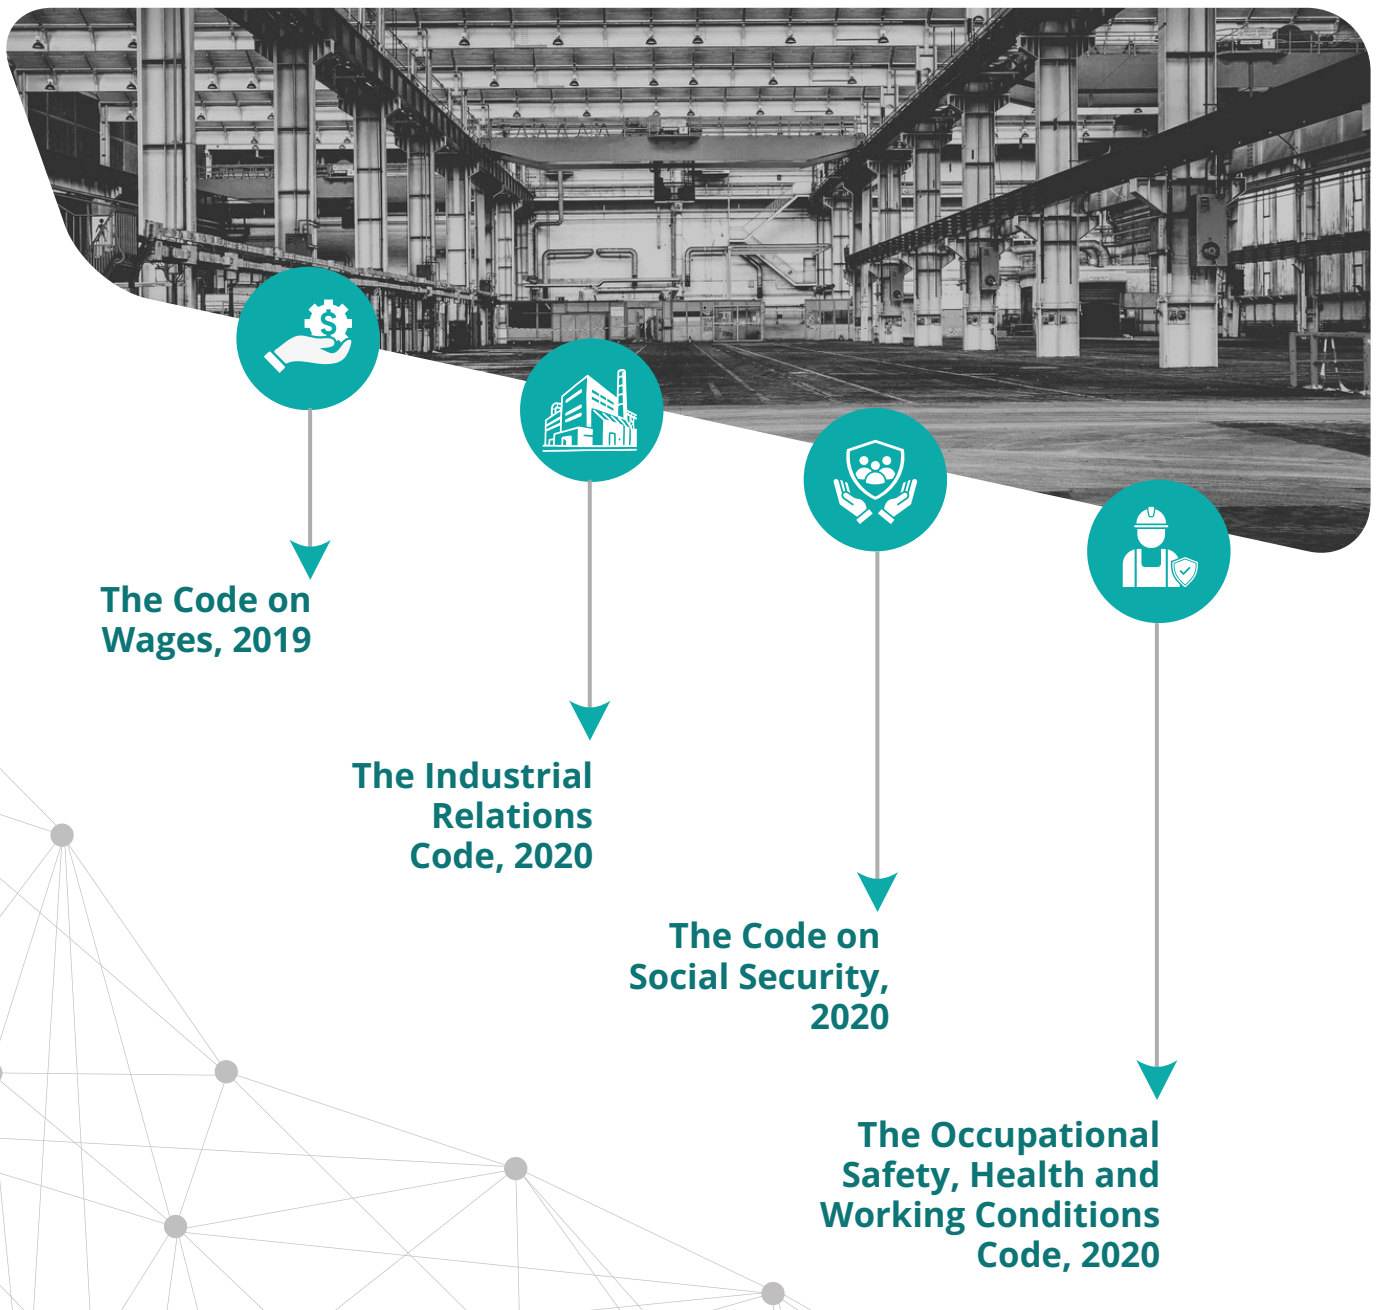 The Code on
Wages, 2019
The Industrial
Relations
Code, 2020
The Code on
Social Security,
2020
The Occupational
Safety, Health and
Working Conditions
Code, 2020